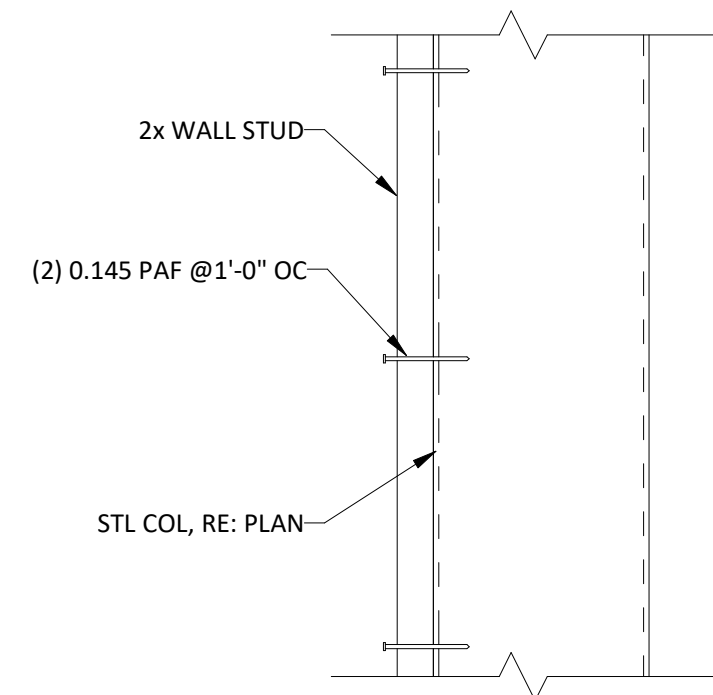 2x WALL STUD
(2) 0.145 PAF @1'-0" OC
STL COL, RE: PLAN